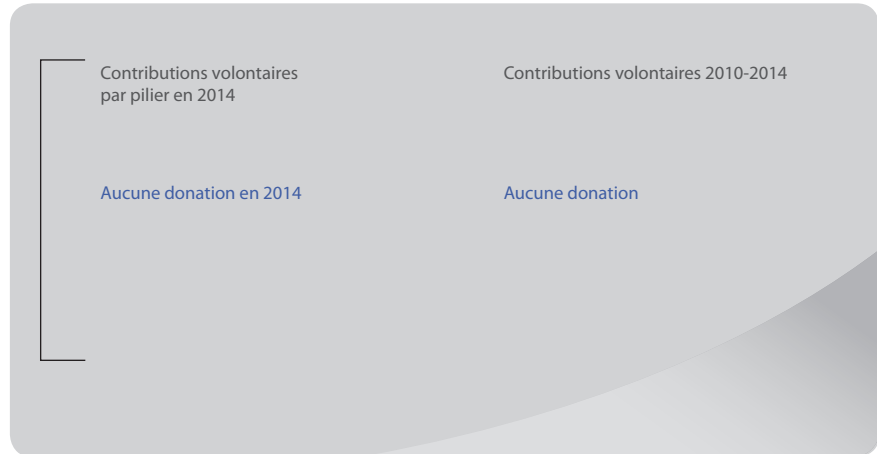 Contributions volontaires
par pilier en 2014
Contributions volontaires 2010-2014
Aucune donation en 2014
Aucune donation